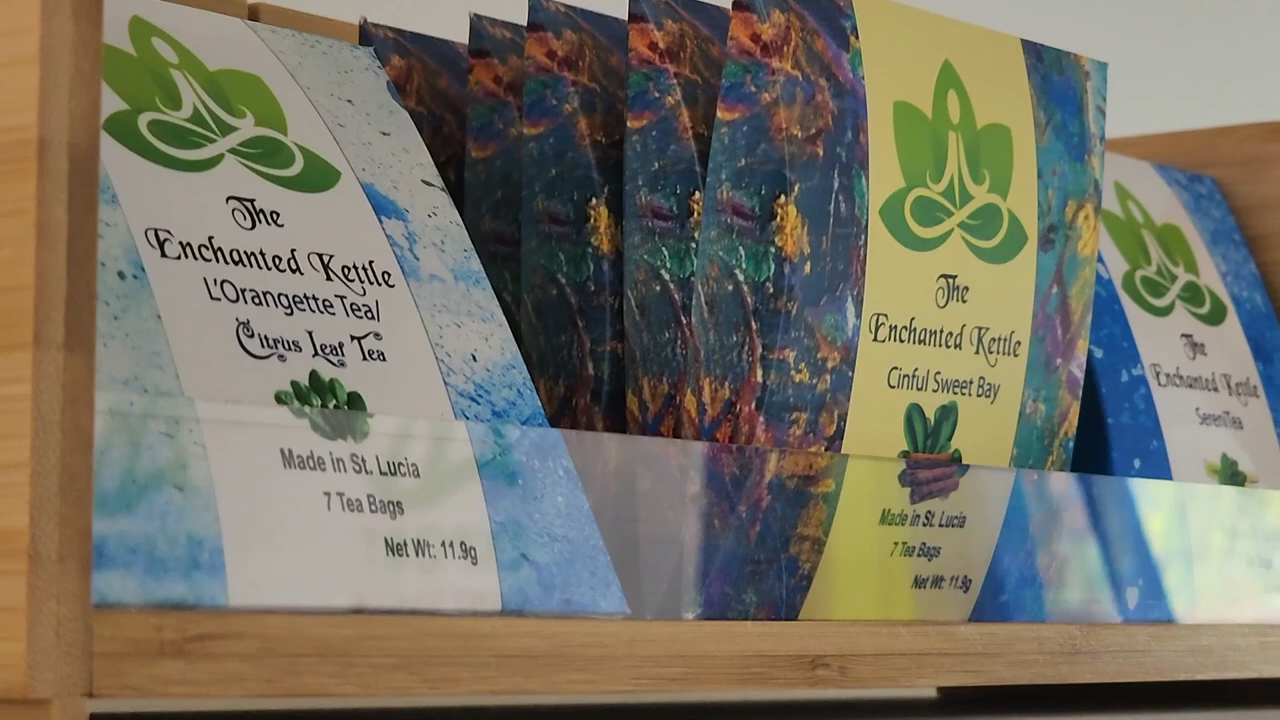 The
Enchanted Kettle
L'Orangette Tea/
Citrus Leaf Tea
Made in St. Lucia
7 Tea Bags
Net Wt: 11.9g
The
Enchanted Kettle
Cinful Sweet Bay
Made in St. Lucia
7 Tea Bags
Net Wt: 11.9g
The
Enchanted Kettle
SereniTea